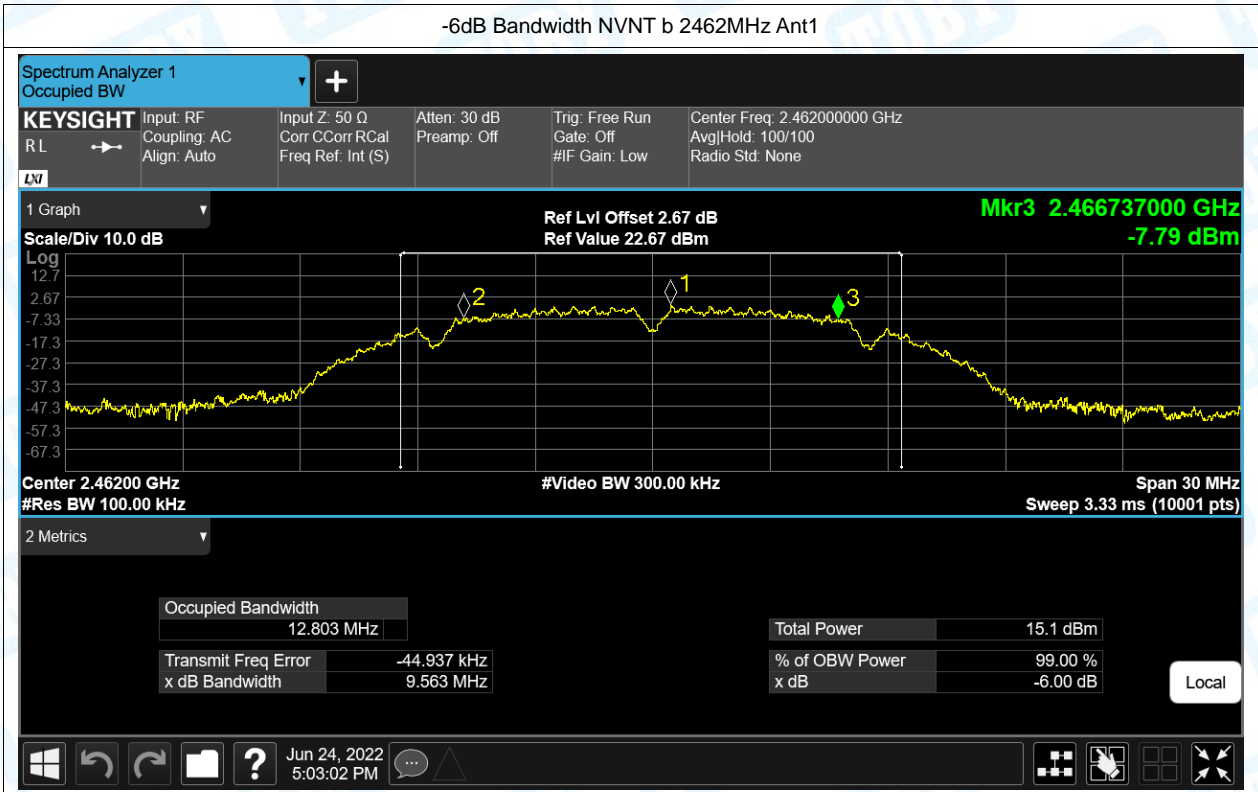 -6dB Bandwidth NVNT b 2462MHz Ant1
Spectrum Analyzer 1
Occupied BW
KEYSIGHT
RL
LXI
Input: RF
Coupling: AC
Align: Auto
Input Z: 50 Ω
Corr CCorr RCal
Freq Ref: Int (S)
Atten: 30 dB
Preamp: Off
Trig: Free Run
Gate: Off
#IF Gain: Low
Center Freq: 2.462000000 GHz
Avg|Hold: 100/100
Radio Std: None
1 Graph
Scale/Div 10.0 dB
Ref Lvl Offset 2.67 dB
Ref Value 22.67 dBm
Mkr3 2.466737000 GHz
-7.79 dBm
Log
12.7
2.67
-7.33
-17.3
-27.3
-37.3
-47.3
-57.3
-67.3
2
1
3
Center 2.46200 GHz
#Video BW 300.00 kHz
Span 30 MHz
#Res BW 100.00 kHz
Sweep 3.33 ms (10001 pts)
2 Metrics
Occupied Bandwidth
12.803 MHz
Total Power 15.1 dBm
Transmit Freq Error -44.937 kHz
% of OBW Power 99.00 %
x dB Bandwidth 9.563 MHz
x dB -6.00 dB
Local
?
Jun 24, 2022
5:03:02 PM